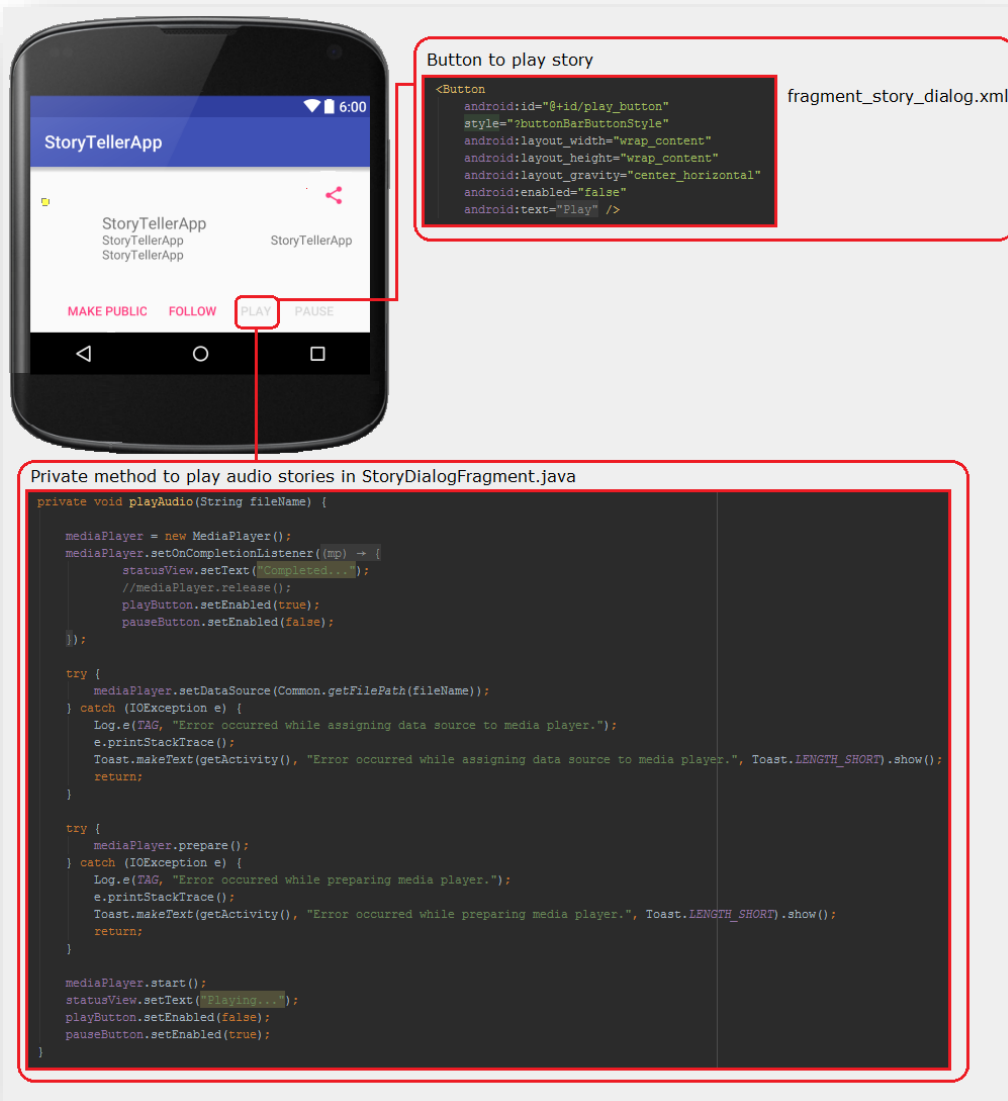 6:00
StoryTellerApp
StoryTellerApp
StoryTellerApp
StoryTellerApp
StoryTellerApp
MAKE PUBLIC FOLLOW PLAY PAUSE
Button to play story
<Button
android:id="@+id/play_button"
style="?buttonBarButtonStyle"
android:layout_width="wrap_content"
android:layout_height="wrap_content"
android:layout_gravity="center_horizontal"
android:enabled="false"
android:text="Play" />
fragment_story_dialog.xml
Private method to play audio stories in StoryDialogFragment.java
private void playAudio(String fileName) {
mediaPlayer = new MediaPlayer();
mediaPlayer.setOnCompletionListener((mp) → {
statusView.setText("Completed...");
//mediaPlayer.release();
playButton.setEnabled(true);
pauseButton.setEnabled(false);
});
try {
mediaPlayer.setDataSource(Common.getFilePath(fileName));
} catch (IOException e) {
Log.e(TAG, "Error occurred while assigning data source to media player.");
e.printStackTrace();
Toast.makeText(getActivity(), "Error occurred while assigning data source to media player.", Toast.LENGTH_SHORT).show();
return;
}
try {
mediaPlayer.prepare();
} catch (IOException e) {
Log.e(TAG, "Error occurred while preparing media player.");
e.printStackTrace();
Toast.makeText(getActivity(), "Error occurred while preparing media player.", Toast.LENGTH_SHORT).show();
return;
}
mediaPlayer.start();
statusView.setText("Playing...");
playButton.setEnabled(false);
pauseButton.setEnabled(true);
}